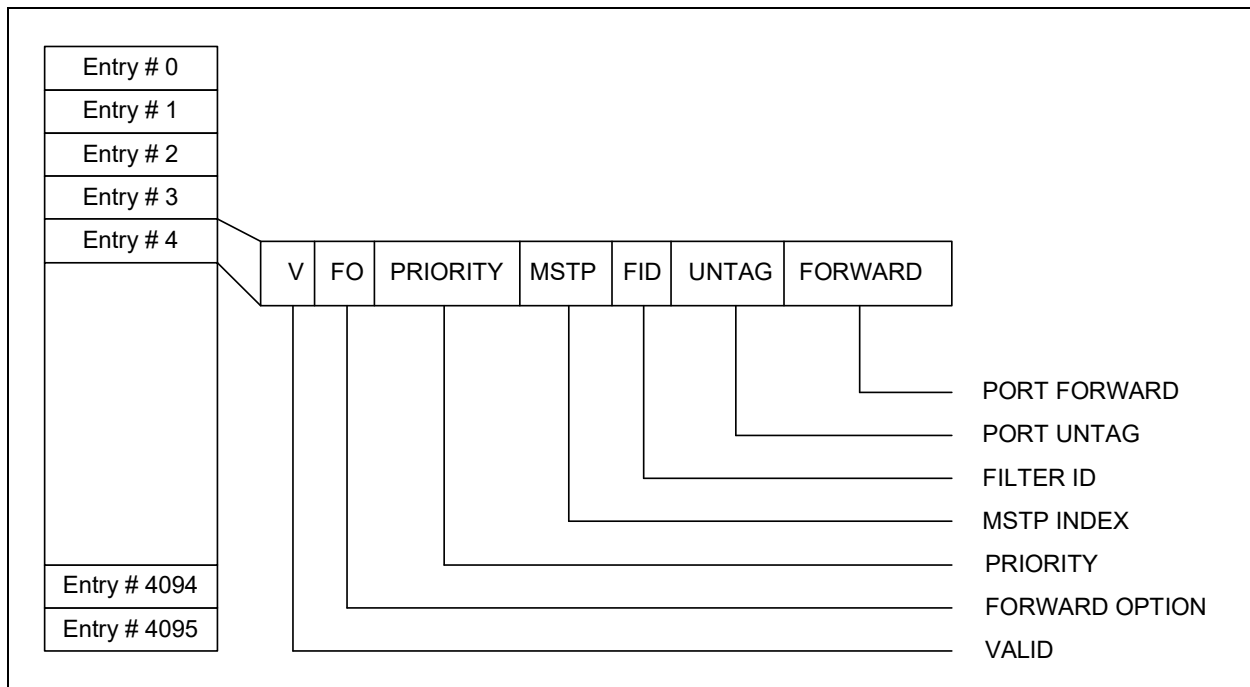 Entry # 0
Entry # 1
Entry # 2
Entry # 3
Entry # 4
V FO PRIORITY MSTP FID UNTAG FORWARD
PORT FORWARD
PORT UNTAG
FILTER ID
MSTP INDEX
PRIORITY
FORWARD OPTION
VALID
Entry # 4094
Entry # 4095